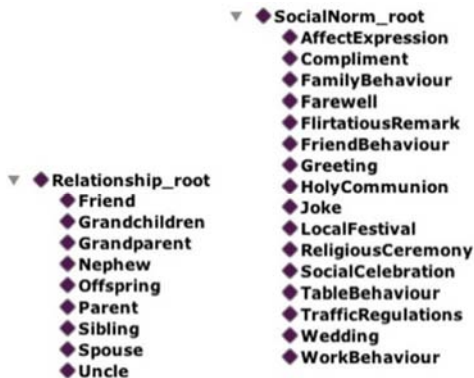 Relationship_root
Friend
Grandchildren
Grandparent
Nephew
Offspring
Parent
Sibling
Spouse
Uncle
SocialNorm_root
AffectExpression
Compliment
FamilyBehaviour
Farewell
FlirtatiousRemark
FriendBehaviour
Greeting
HolyCommunion
Joke
LocalFestival
ReligiousCeremony
SocialCelebration
TableBehaviour
TrafficRegulations
Wedding
WorkBehaviour